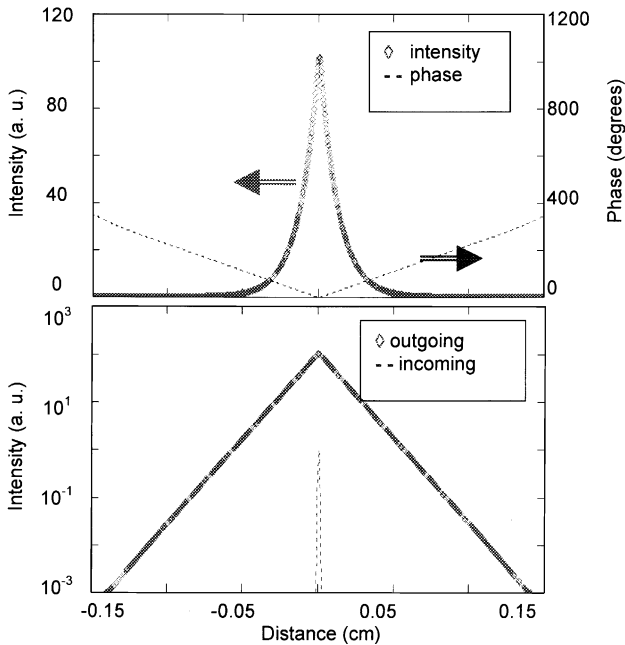 120
80
40
0
Intensity (a. u.)
intensity
phase
1200
800
400
0
Phase (degrees)
10³
10¹
10⁻¹
10⁻³
Intensity (a. u.)
outgoing
incoming
-0.15 -0.05 0.05 0.15
Distance (cm)